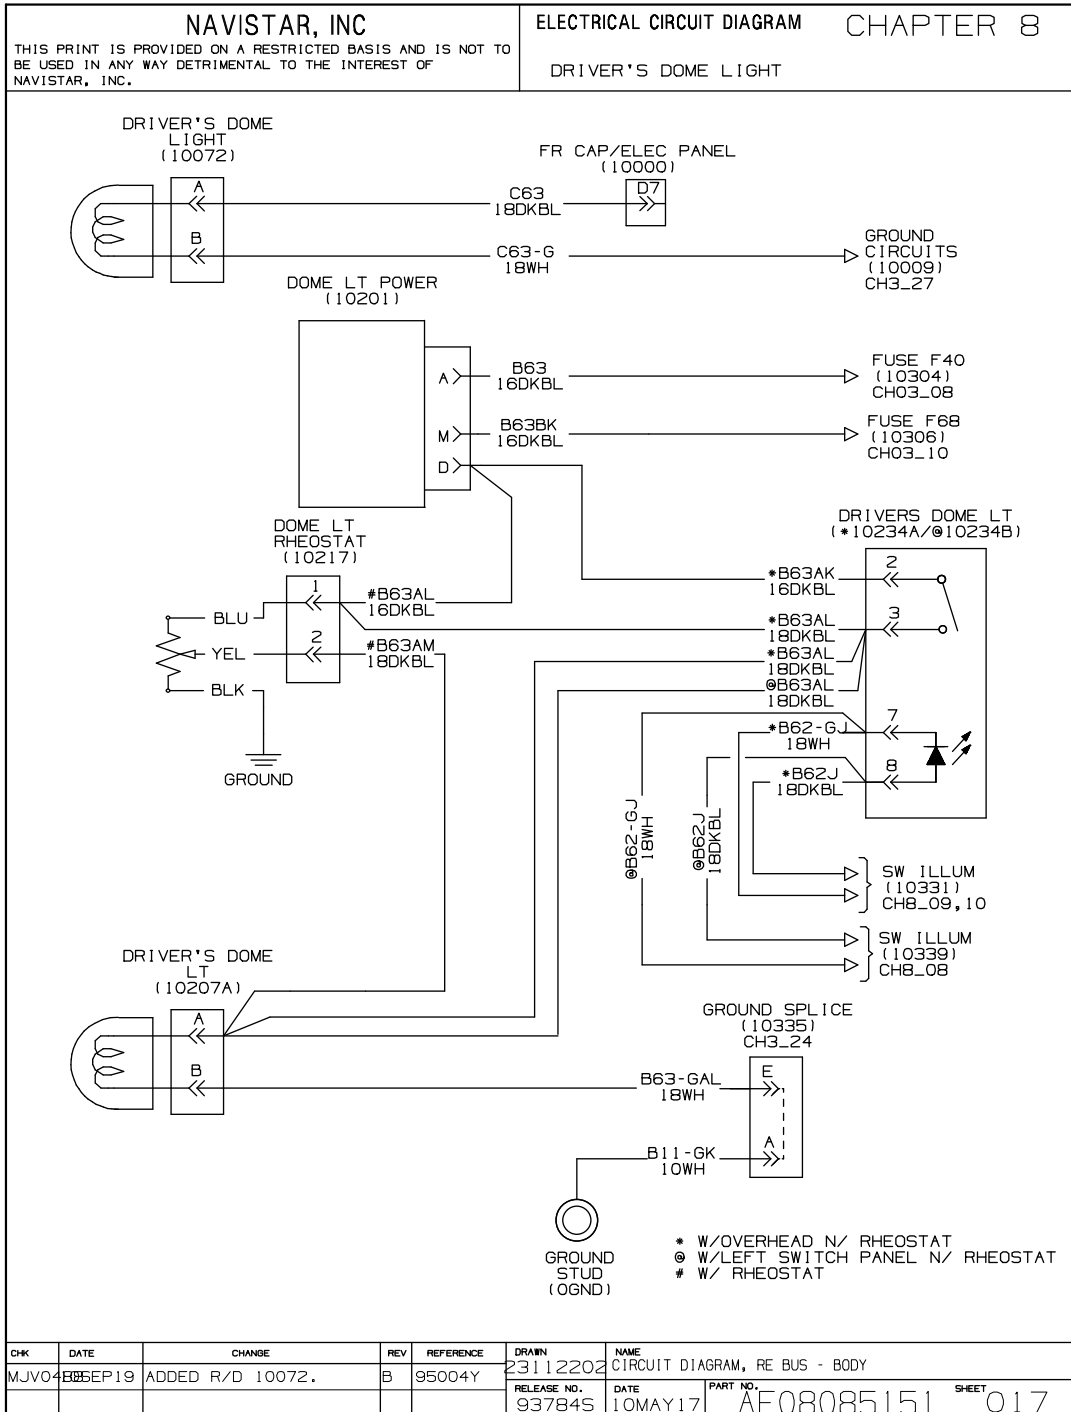 NAVISTAR, INC
THIS PRINT IS PROVIDED ON A RESTRICTED BASIS AND IS NOT TO
BE USED IN ANY WAY DETRIMENTAL TO THE INTEREST OF
NAVISTAR, INC.
ELECTRICAL CIRCUIT DIAGRAM
CHAPTER 8
DRIVER'S DOME LIGHT
DRIVER'S DOME
LIGHT
(10072)
A
B
C63
18DKBL
FR CAP/ELEC PANEL
(10000)
D7
C63-G
18WH
GROUND
CIRCUITS
(10009)
CH3_27
DOME LT POWER
(10201)
A
M
D
B63
16DKBL
FUSE F40
(10304)
CH03_08
B63BK
16DKBL
FUSE F68
(10306)
CH03_10
DOME LT
RHEOSTAT
(10217)
1
2
BLU
YEL
BLK
GROUND
#B63AL
16DKBL
#B63AM
18DKBL
DRIVERS DOME LT
(*10234A/@10234B)
*B63AK
16DKBL
2
*B63AL
18DKBL
3
*B63AL
18DKBL
@B63AL
18DKBL
*B62-GJ
18WH
7
*B62J
18DKBL
8
@B62-GJ
18WH
@B62J
18DKBL
SW ILLUM
(10331)
CH8_09,10
SW ILLUM
(10339)
CH8_08
DRIVER'S DOME
LT
(10207A)
A
B
GROUND SPLICE
(10335)
CH3_24
E
A
B63-GAL
18WH
B11-GK
10WH
GROUND
STUD
(0GND)
* W/OVERHEAD N/ RHEOSTAT
@ W/LEFT SWITCH PANEL N/ RHEOSTAT
# W/ RHEOSTAT
CHK DATE CHANGE REV REFERENCE
ADDED R/D 10072. B 95004Y
DRAWN
23112202
NAME
CIRCUIT DIAGRAM, RE BUS - BODY
RELEASE NO.
93784S
DATE
10MAY17
PART NO.
AE08085151
SHEET
017